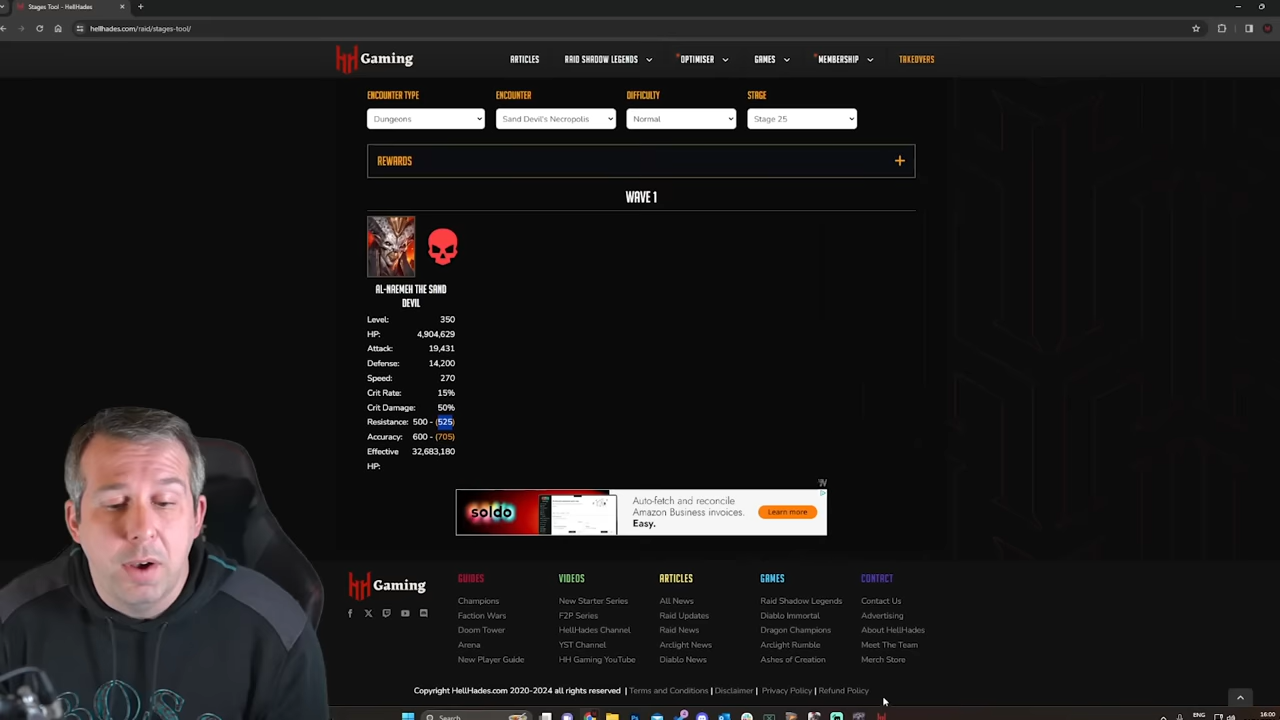 Stages Tool - HellHades
hellhades.com/raid/stages-tool/
HH Gaming
ARTICLES RAID SHADOW LEGENDS OPTIMISER GAMES MEMBERSHIP TAKEOVERS
ENCOUNTER TYPE ENCOUNTER DIFFICULTY STAGE
Dungeons Sand Devil's Necropolis Normal Stage 25
REWARDS +
WAVE 1
AL-NAEMEH THE SAND
DEVIL
Level: 350
HP: 4,904,629
Attack: 19,431
Defense: 14,200
Speed: 270
Crit Rate: 15%
Crit Damage: 50%
Resistance: 500 - (525)
Accuracy: 600 - (705)
Effective 32,683,180
HP:
soldo
Auto-fetch and reconcile
Amazon Business invoices.
Easy.
Learn more
HH Gaming
GUIDES VIDEOS ARTICLES GAMES CONTACT
Champions New Starter Series All News Raid Shadow Legends Contact Us
Faction Wars F2P Series Raid Updates Diablo Immortal Advertising
Doom Tower HellHades Channel Raid News Dragon Champions About HellHades
Arena YST Channel Arclight News Arclight Rumble Meet The Team
New Player Guide HH Gaming YouTube Diablo News Ashes of Creation Merch Store
Copyright HellHades.com 2020-2024 all rights reserved | Terms and Conditions | Disclaimer | Privacy Policy | Refund Policy
Search
ENG
16:00